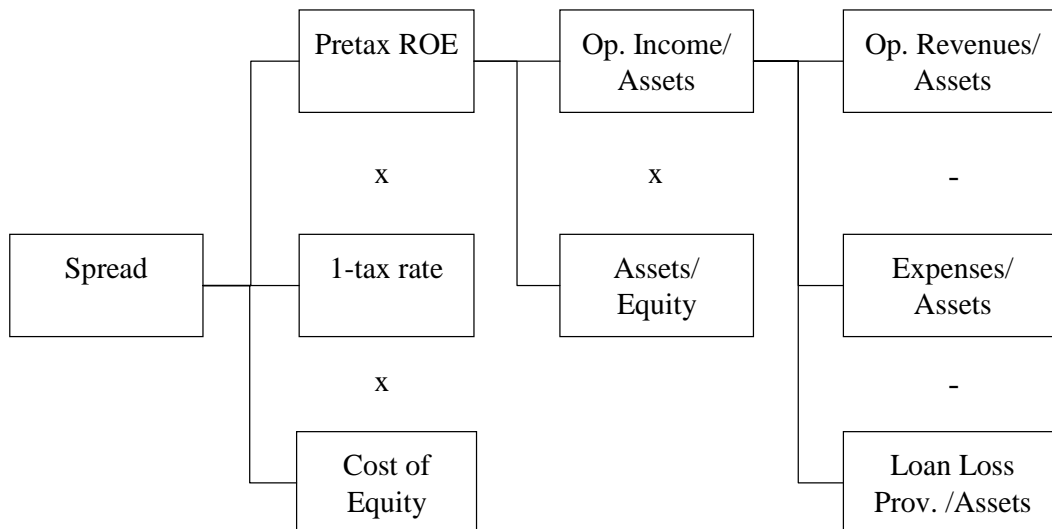 Pretax ROE
Op. Income/
Assets
Op. Revenues/
Assets
x
x
-
Spread
1-tax rate
Assets/
Equity
Expenses/
Assets
x
-
Cost of
Equity
Loan Loss
Prov. /Assets